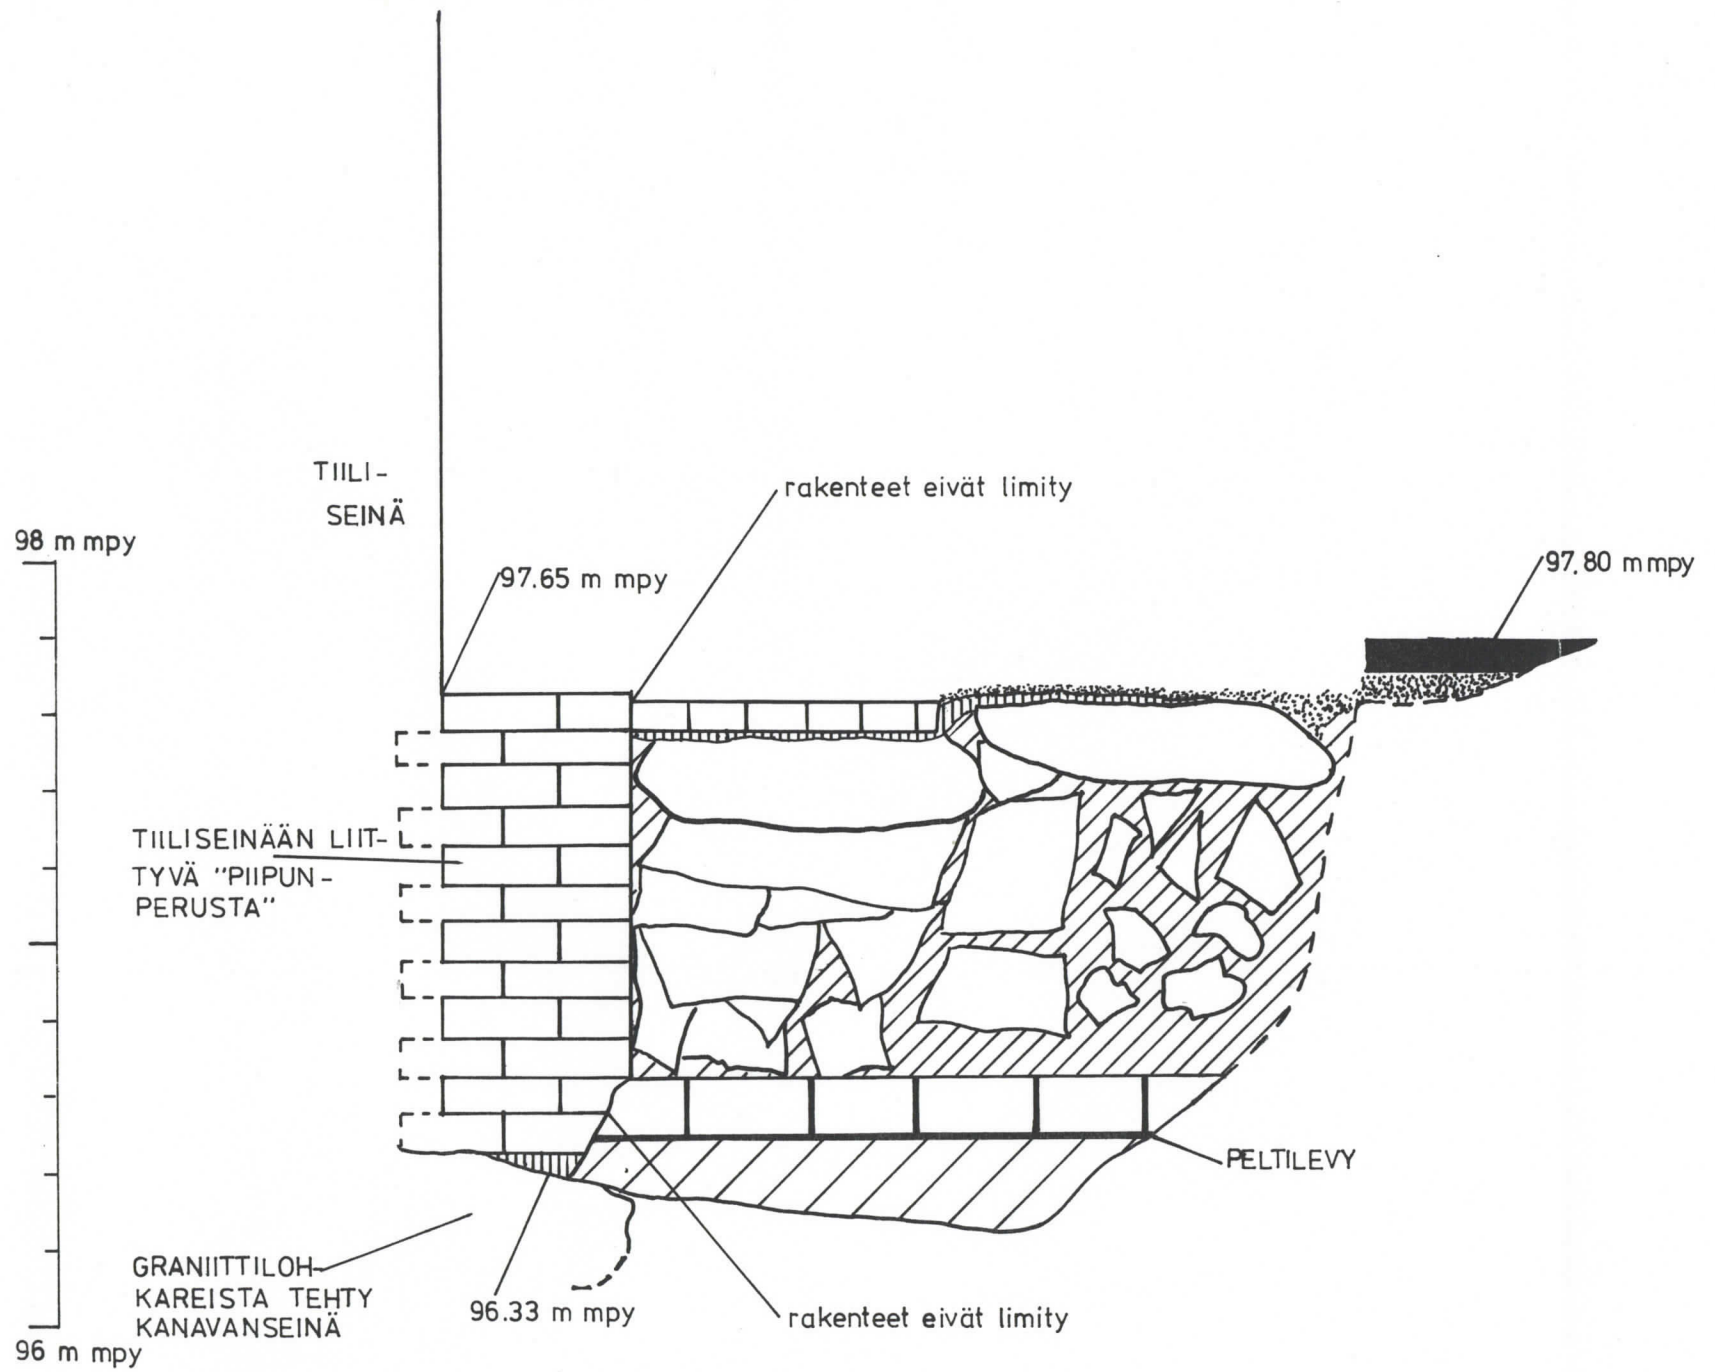 TIILI-
SEINÄ
rakenteet eivät limity
98 m mpy
97.65 m mpy
97.80 m mpy
TIILISEINÄÄN LIIT-
TYVÄ "PIIPUN-
PERUSTA"
PELTILEVY
GRANIITTILOH-
KAREISTA TEHTY
KANAVANSEINÄ
96.33 m mpy
rakenteet eivät limity
96 m mpy